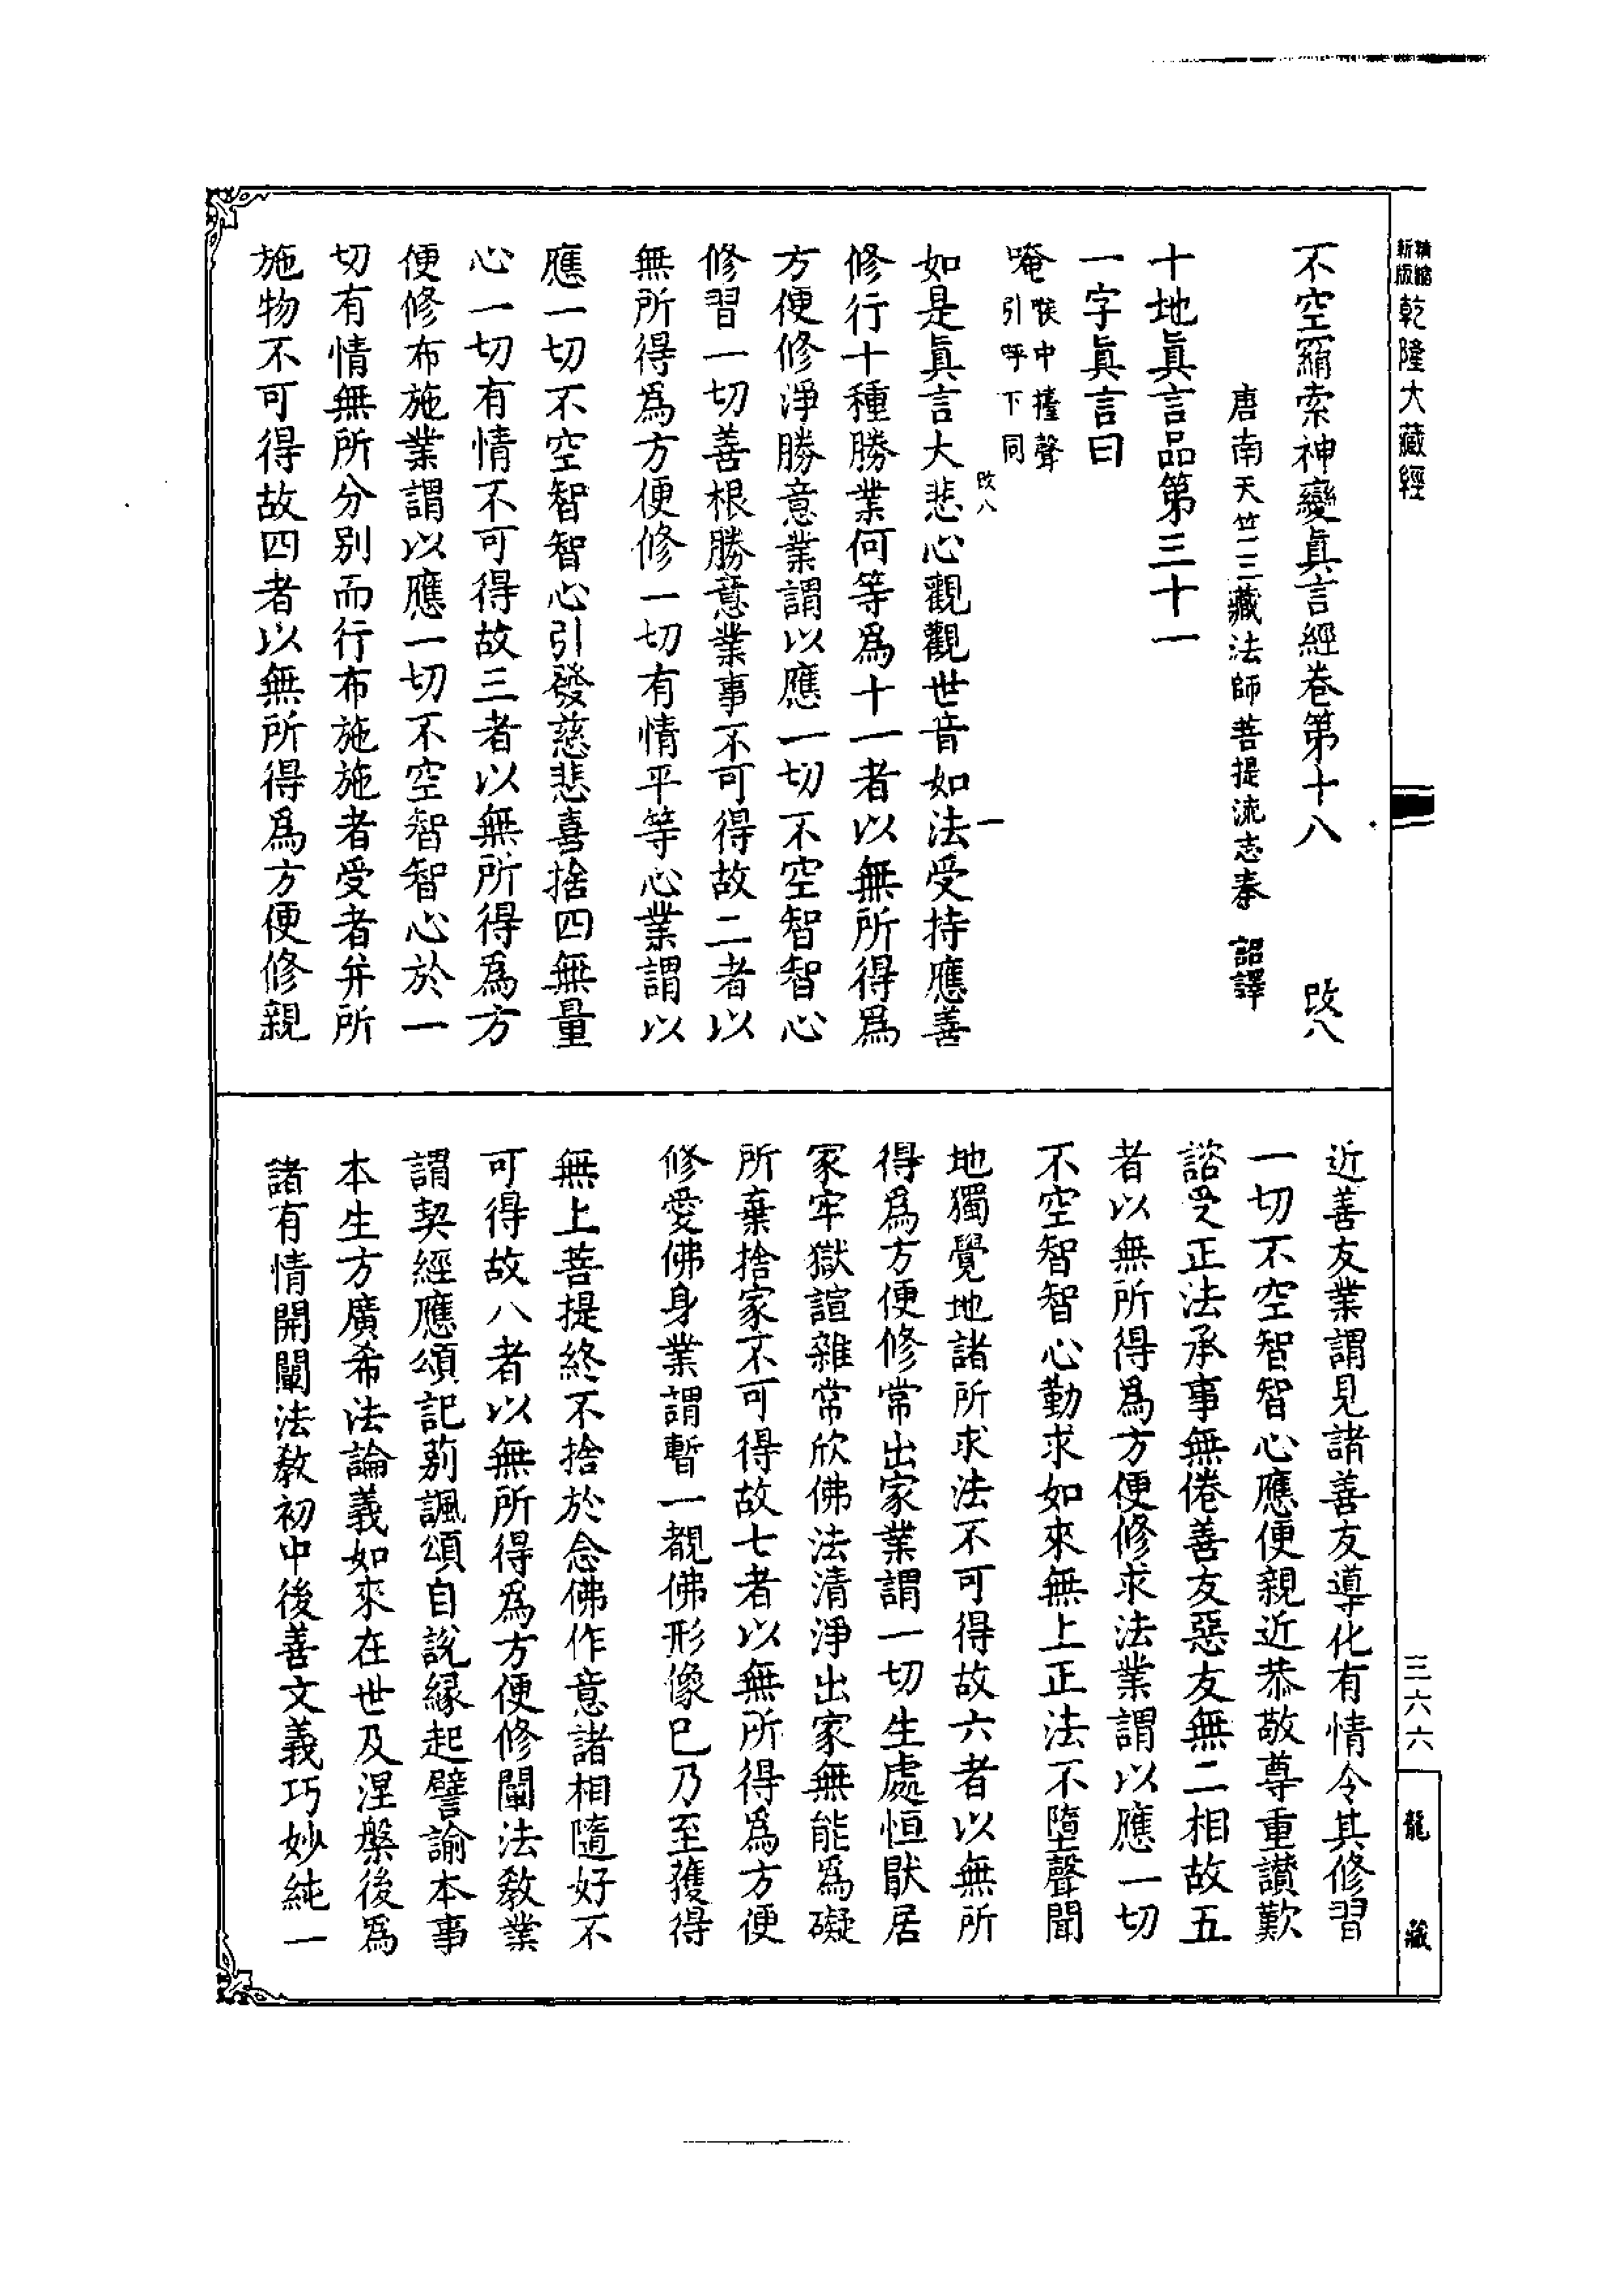 精縮新版乾隆大藏經
不空羂索神變眞言經卷第十八 改八
唐南天竺三藏法師菩提流志奉 詔譯
十地眞言品第三十一
一字眞言曰
唵喉中擡聲引呼下同
改八 一
如是眞言大悲心觀觀世音如法受持應善
修行十種勝業何等爲十一者以無所得爲
方便修淨勝意業謂以應一切不空智智心
修習一切善根勝意業事不可得故二者以
無所得爲方便修一切有情平等心業謂以
應一切不空智智心引發慈悲喜捨四無量
心一切有情不可得故三者以無所得爲方
便修布施業謂以應一切不空智智心於一
切有情無所分別而行布施施者受者并所
施物不可得故四者以無所得爲方便修親
近善友業謂見諸善友導化有情令其修習
一切不空智智心應便親近恭敬尊重讃歎
諮受正法承事無倦善友惡友無二相故五
者以無所得爲方便修求法業謂以應一切
不空智智心勤求如來無上正法不墮聲聞
地獨覺地諸所求法不可得故六者以無所
得爲方便修常出家業謂一切生處恒猒居
家牢獄諠雜常欣佛法清淨出家無能爲礙
所棄捨家不可得故七者以無所得爲方便
修愛佛身業謂暫一覩佛形像已乃至獲得
無上菩提終不捨於念佛作意諸相隨好不
可得故八者以無所得爲方便修闡法教業
謂契經應頌記莂諷頌自說緣起譬諭本事
本生方廣希法論義如來在世及涅槃後爲
諸有情開闡法教初中後善文義巧妙純一
三六六
龍藏